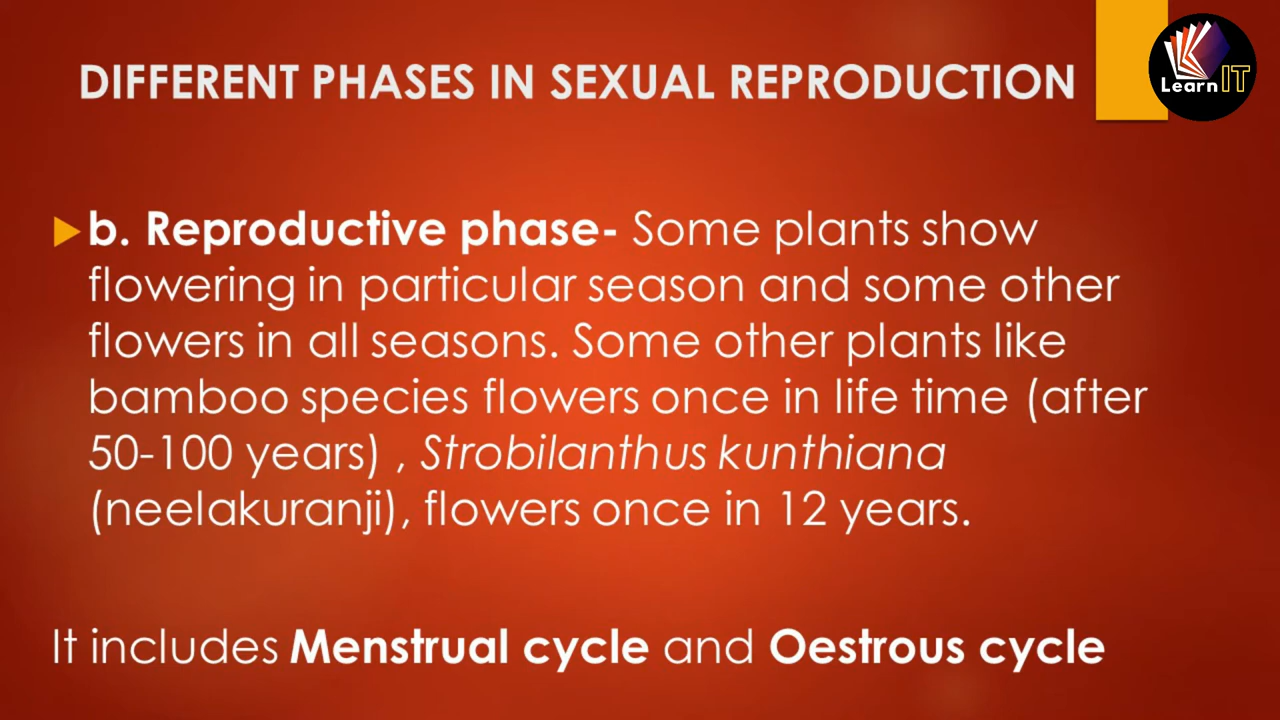 DIFFERENT PHASES IN SEXUAL REPRODUCTION
Learn IT
b. Reproductive phase- Some plants show
flowering in particular season and some other
flowers in all seasons. Some other plants like
bamboo species flowers once in life time (after
50-100 years) , Strobilanthus kunthiana
(neelakuranji), flowers once in 12 years.
It includes Menstrual cycle and Oestrous cycle